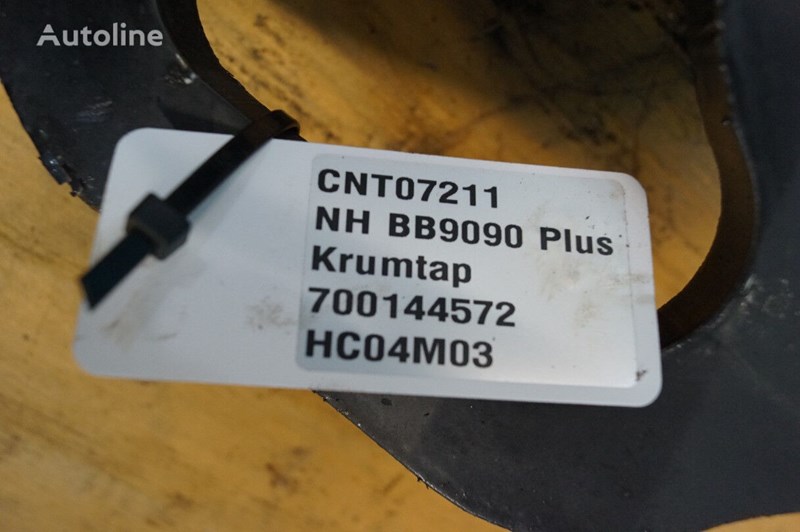 Autoline
CNT07211
NH BB9090 Plus
Krumtap
700144572
HC04M03